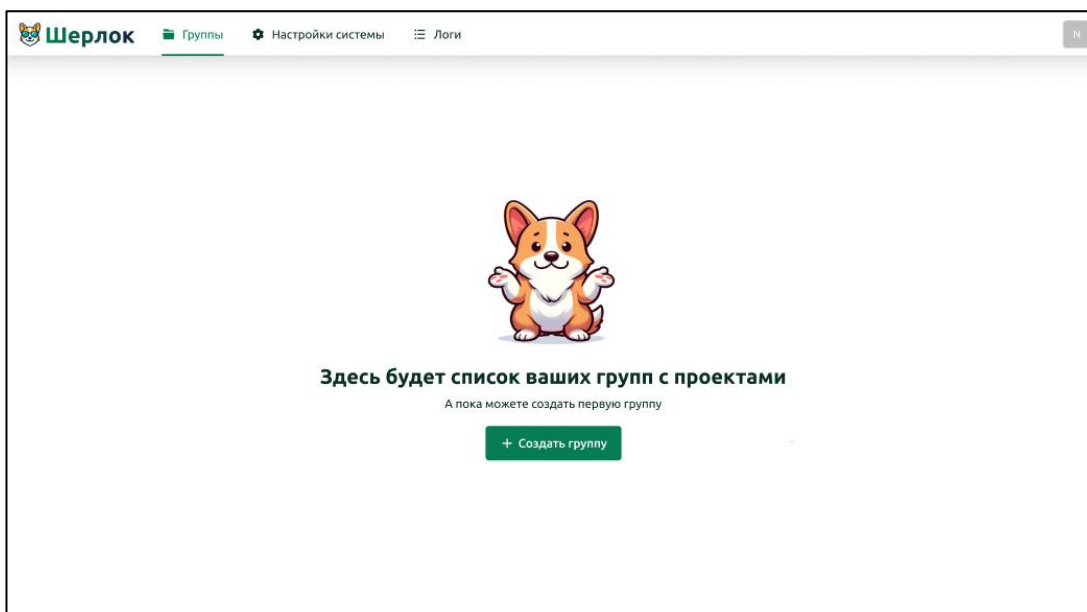 Шерлок Группы Настройки системы Логи N
Здесь будет список ваших групп с проектами
А пока можете создать первую группу
+ Создать группу